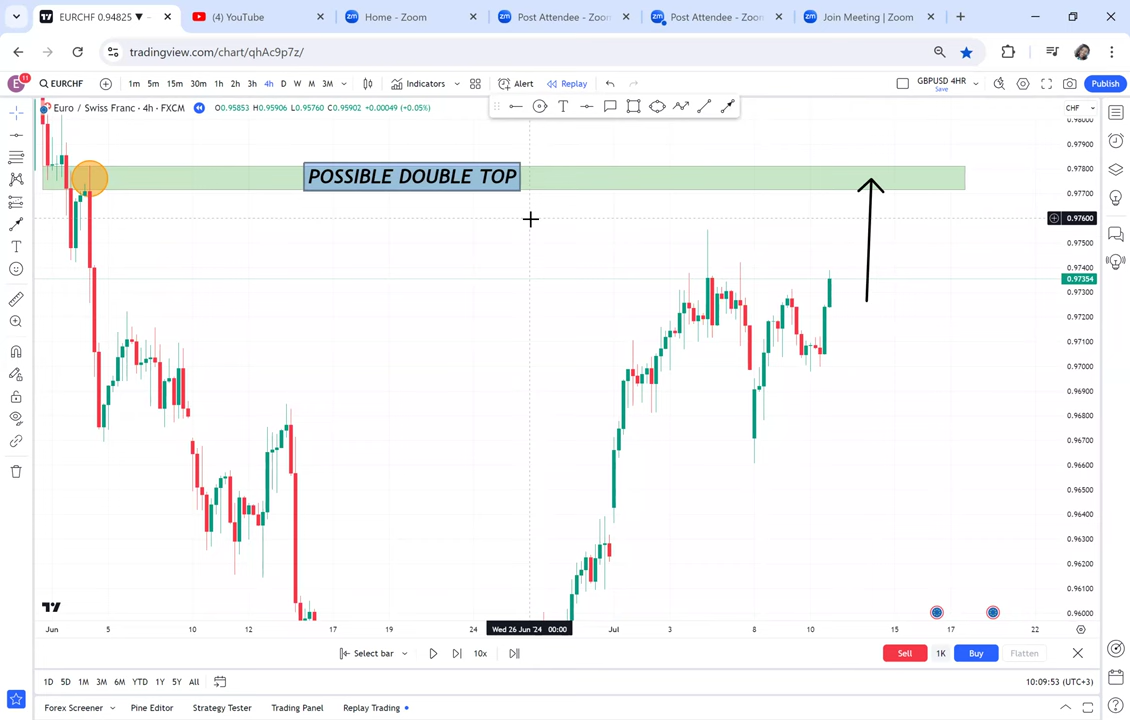 EURCHF 0.94825 ▼ −
(4) YouTube
Home - Zoom
Post Attendee - Zoom
Post Attendee - Zoom
Join Meeting | Zoom
tradingview.com/chart/qhAc9p7z/
E
11
EURCHF
1m 5m 15m 30m 1h 2h 3h 4h D W M 3M
Indicators
Alert
Replay
GBPUSD 4HR
Save
Publish
Euro / Swiss Franc · 4h · FXCM
O0.95853 H0.95906 L0.95760 C0.95902 +0.00049 (+0.05%)
CHF
POSSIBLE DOUBLE TOP
0.98000
0.97900
0.97800
0.97700
0.97600
0.97500
0.97400
0.97354
0.97300
0.97200
0.97100
0.97000
0.96900
0.96800
0.96700
0.96600
0.96500
0.96400
0.96300
0.96200
0.96100
0.96000
Jun 5 10 12 17 19 24 Wed 26 Jun '24 00:00 Jul 3 8 10 15 17 22
Select bar
10x
Sell
1K
Buy
Flatten
1D 5D 1M 3M 6M YTD 1Y 5Y All
10:09:53 (UTC+3)
Forex Screener
Pine Editor
Strategy Tester
Trading Panel
Replay Trading